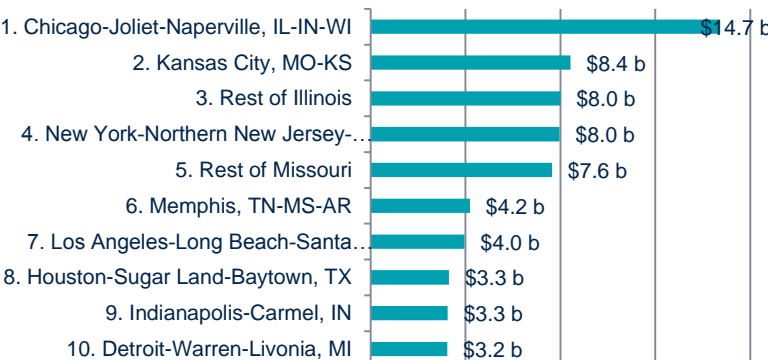 1. Chicago-Joliet-Naperville, IL-IN-WI $14.7 b
2. Kansas City, MO-KS $8.4 b
3. Rest of Illinois $8.0 b
4. New York-Northern New Jersey-... $8.0 b
5. Rest of Missouri $7.6 b
6. Memphis, TN-MS-AR $4.2 b
7. Los Angeles-Long Beach-Santa... $4.0 b
8. Houston-Sugar Land-Baytown, TX $3.3 b
9. Indianapolis-Carmel, IN $3.3 b
10. Detroit-Warren-Livonia, MI $3.2 b